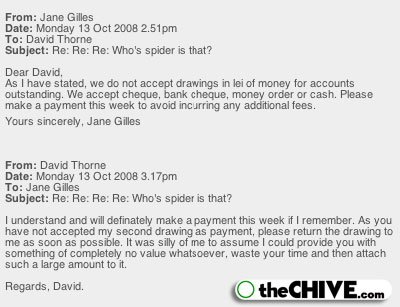 From: Jane Gilles
Date: Monday 13 Oct 2008 2.51pm
To: David Thorne
Subject: Re: Re: Re: Who's spider is that?
Dear David,
As I have stated, we do not accept drawings in lei of money for accounts
outstanding. We accept cheque, bank cheque, money order or cash. Please
make a payment this week to avoid incurring any additional fees.
Yours sincerely, Jane Gilles
From: David Thorne
Date: Monday 13 Oct 2008 3.17pm
To: Jane Gilles
Subject: Re: Re: Re: Re: Who's spider is that?
I understand and will definately make a payment this week if I remember. As you
have not accepted my second drawing as payment, please return the drawing to
me as soon as possible. It was silly of me to assume I could provide you with
something of completely no value whatsoever, waste your time and then attach
such a large amount to it.
Regards, David.
theCHIVE.com